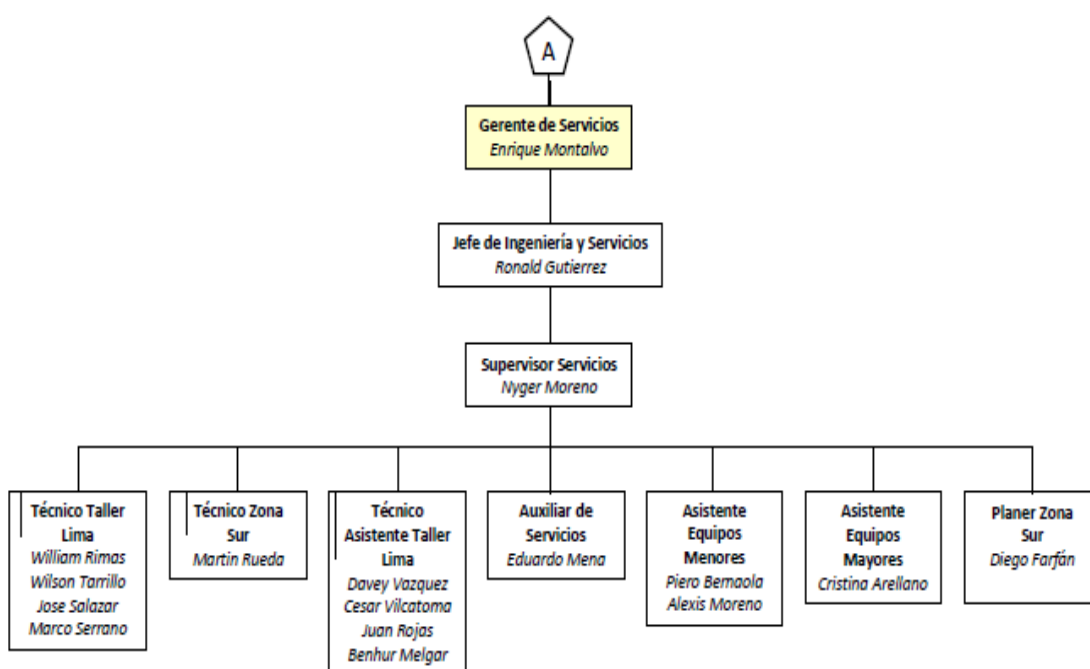 A
Gerente de Servicios
Enrique Montalvo
Jefe de Ingeniería y Servicios
Ronald Gutierrez
Supervisor Servicios
Nyger Moreno
Técnico Taller
Lima
William Rimas
Wilson Tarrillo
Jose Salazar
Marco Serrano
Técnico Zona
Sur
Martin Rueda
Técnico
Asistente Taller
Lima
Davey Vazquez
Cesar Vilcatoma
Juan Rojas
Benhur Melgar
Auxiliar de
Servicios
Eduardo Mena
Asistente
Equipos
Menores
Piero Bernaola
Alexis Moreno
Asistente
Equipos
Mayores
Cristina Arellano
Planer Zona
Sur
Diego Farfán